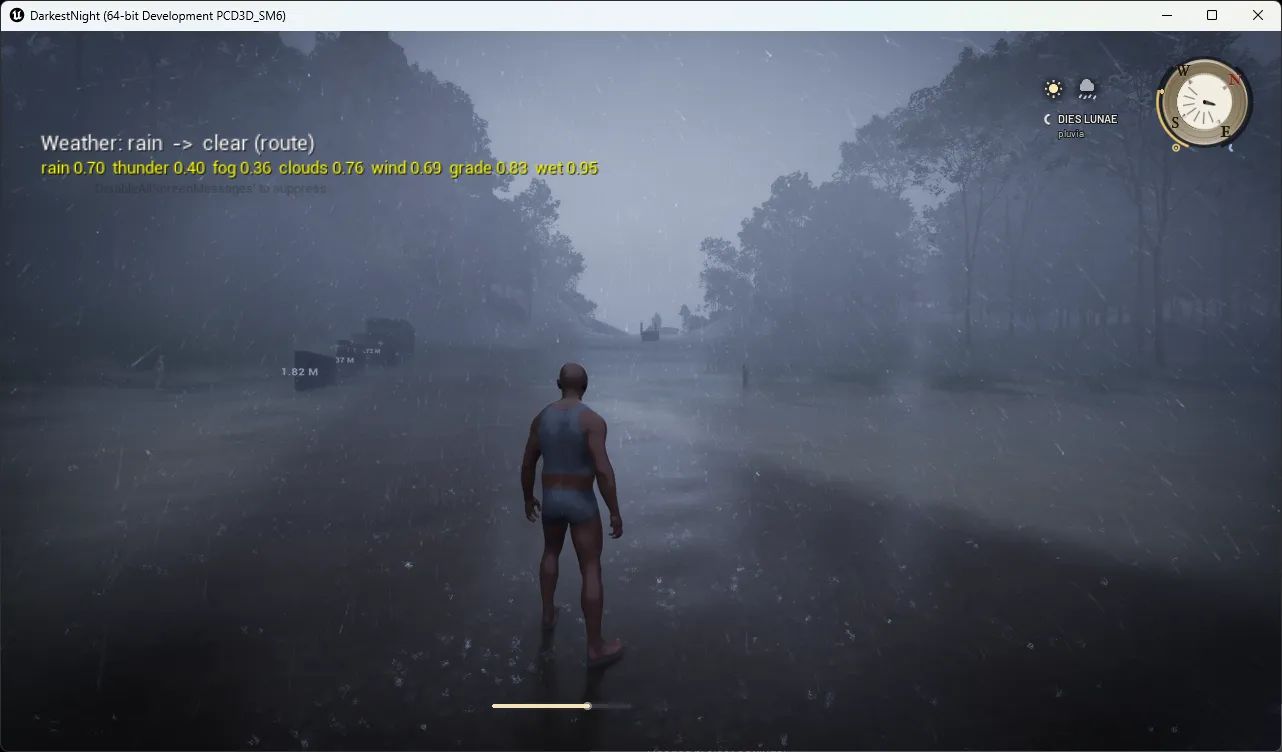 DarkestNight (64-bit Development PCD3D_SM6)
W
N
DIES LUNAE
pluvia
S
E
Weather: rain -> clear (route)
rain 0.70 thunder 0.40 fog 0.36 clouds 0.76 wind 0.69 grade 0.83 wet 0.95
DisableAllScreenMessages' to suppress
1.82 M
37 M
.72 M